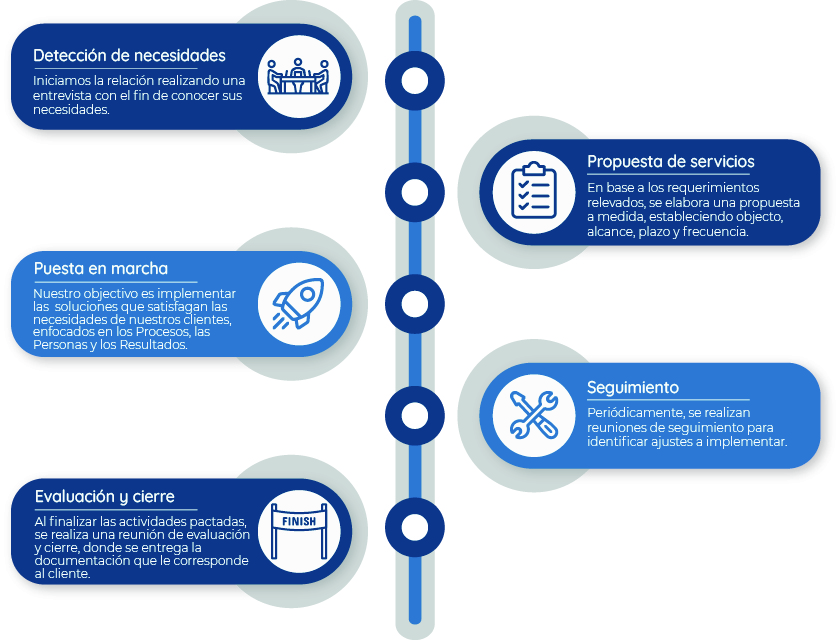 Detección de necesidades
Iniciamos la relación realizando una
entrevista con el fin de conocer sus
necesidades.
Propuesta de servicios
En base a los requerimientos
relevados, se elabora una propuesta
a medida, estableciendo objecto,
alcance, plazo y frecuencia.
Puesta en marcha
Nuestro objectivo es implementar
las soluciones que satisfagan las
necesidades de nuestros clientes,
enfocados en los Procesos, las
Personas y los Resultados.
Seguimiento
Periódicamente, se realizan
reuniones de seguimiento para
identificar ajustes a implementar.
Evaluación y cierre
Al finalizar las actividades pactadas,
se realiza una reunión de evaluación
y cierre, donde se entrega la
documentación que le corresponde
al cliente.
FINISH